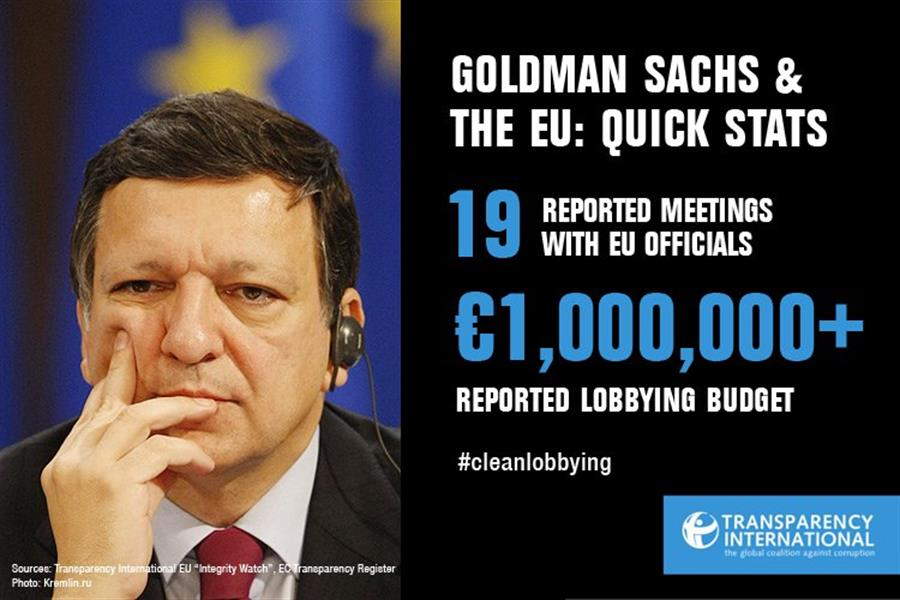 GOLDMAN SACHS &
THE EU: QUICK STATS
19 REPORTED MEETINGS
WITH EU OFFICIALS
€1,000,000+
REPORTED LOBBYING BUDGET
#cleanlobbying
TRANSPARENCY
INTERNATIONAL
the global coalition against corruption
Sources: Transparency International EU "Integrity Watch", EC Transparency Register
Photo: Kremlin.ru